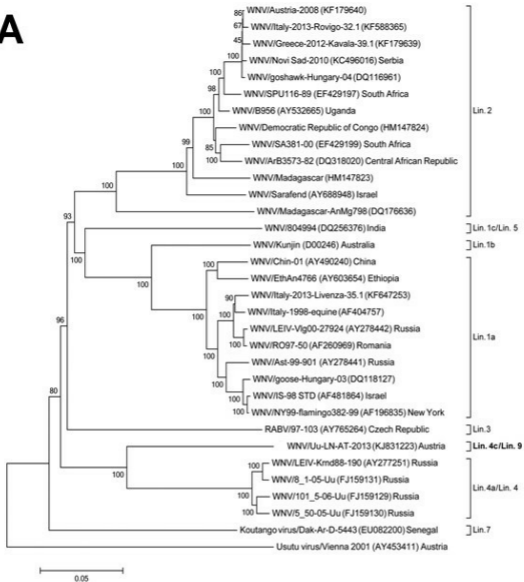 A
WNV/Austria-2008 (KF179640)
WNV/Italy-2013-Rovigo-32.1 (KF588365)
WNV/Greece-2012-Kavala-39.1 (KF179639)
WNV/Novi Sad-2010 (KC496016) Serbia
WNV/goshawk-Hungary-04 (DQ116961)
WNV/SPU116-89 (EF429197) South Africa
WNV/B956 (AY532665) Uganda
WNV/Democratic Republic of Congo (HM147824)
WNV/SA381-00 (EF429199) South Africa
WNV/ArB3573-82 (DQ318020) Central African Republic
WNV/Madagascar (HM147823)
WNV/Sarafend (AY688948) Israel
WNV/Madagascar-AnMg798 (DQ176636)
Lin. 2
WNV/804994 (DQ256376) India
Lin. 1c/Lin. 5
WNV/Kunjin (D00246) Australia
Lin.1b
WNV/Chin-01 (AY490240) China
WNV/EthAn4766 (AY603654) Ethiopia
WNV/Italy-2013-Livenza-35.1 (KF647253)
WNV/Italy-1998-equine (AF404757)
WNV/LEIV-Vlg00-27924 (AY278442) Russia
WNV/RO97-50 (AF260969) Romania
WNV/Ast-99-901 (AY278441) Russia
WNV/goose-Hungary-03 (DQ118127)
WNV/IS-98 STD (AF481864) Israel
WNV/NY99-flamingo382-99 (AF196835) New York
Lin.1a
RABV/97-103 (AY765264) Czech Republic
Lin.3
WNV/Uu-LN-AT-2013 (KJ831223) Austria
Lin. 4c/Lin. 9
WNV/LEIV-Krnd88-190 (AY277251) Russia
WNV/8_1-05-Uu (FJ159131) Russia
WNV/101_5-06-Uu (FJ159129) Russia
WNV/5_50-05-Uu (FJ159130) Russia
Lin.4a/Lin. 4
Koutango virus/Dak-Ar-D-5443 (EU082200) Senegal
Lin.7
Usutu virus/Vienna 2001 (AY453411) Austria
86
67
45
100
100
98
100
99
85
100
100
93
100
100
100
100
90
100
100
100
100
100
100
96
80
100
100
100
0.05